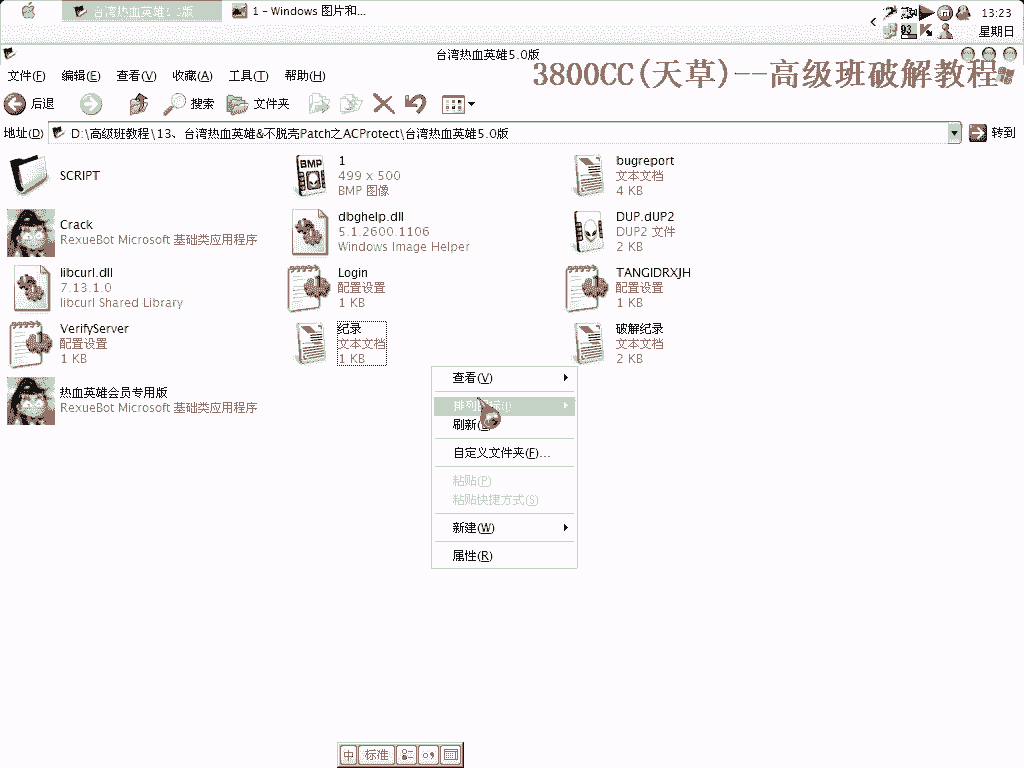 台湾热血英雄5.0版
1 - Windows 图片和...
13:23
星期日
台湾热血英雄5.0版
3800CC(天草)--高级班破解教程
文件(F) 编辑(E) 查看(V) 收藏(A) 工具(T) 帮助(H)
后退 搜索 文件夹
地址(D) D:\高级班教程\13、台湾热血英雄&不脱壳Patch之ACProtect\台湾热血英雄5.0版 转到
SCRIPT
1
499 x 500
BMP 图像
bugreport
文本文档
4 KB
Crack
RexueBot Microsoft 基础类应用程序
dbghelp.dll
5.1.2600.1106
Windows Image Helper
DUP.dUP2
DUP2 文件
2 KB
libcurl.dll
7.13.1.0
libcurl Shared Library
Login
配置设置
1 KB
TANGIDRXJH
配置设置
1 KB
VerifyServer
配置设置
1 KB
纪录
文本文档
1 KB
破解纪录
文本文档
2 KB
热血英雄会员专用版
RexueBot Microsoft 基础类应用程序
查看(V)
排列图标(I)
刷新
自定义文件夹(F)...
粘贴(P)
粘贴快捷方式(S)
新建(W)
属性(R)
中 标准